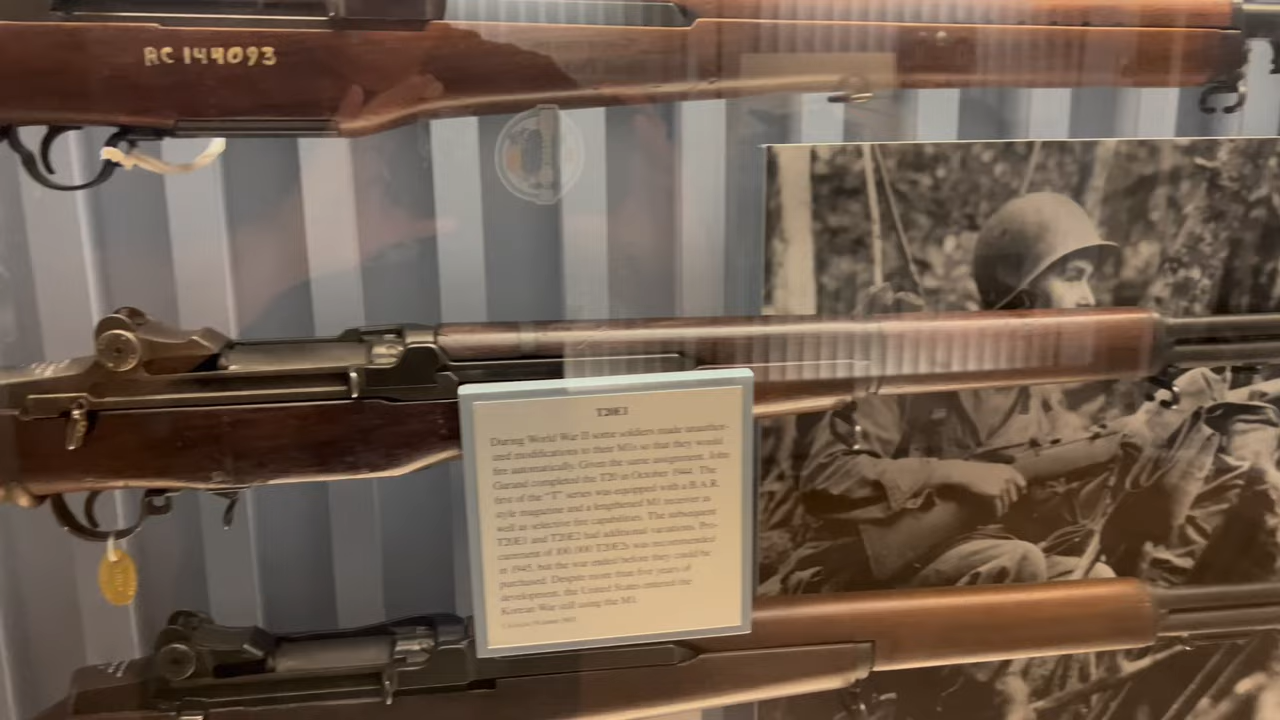 RC 144093
T20E1
During World War II some soldiers made unauthor-
ized modifications to their M1s so that they would
fire automatically. Given the same assignment, John
Garand completed the T20 in October 1944. The
first of the "T" series was equipped with a B.A.R.
style magazine and a lengthened M1 receiver as
well as selective fire capabilities. The subsequent
T20E1 and T20E2 had additional variations. Pro-
curement of 100,000 T20E2s was recommended
in 1945, but the war ended before they could be
purchased. Despite more than five years of
development, the United States entered the
Korean War still using the M1.